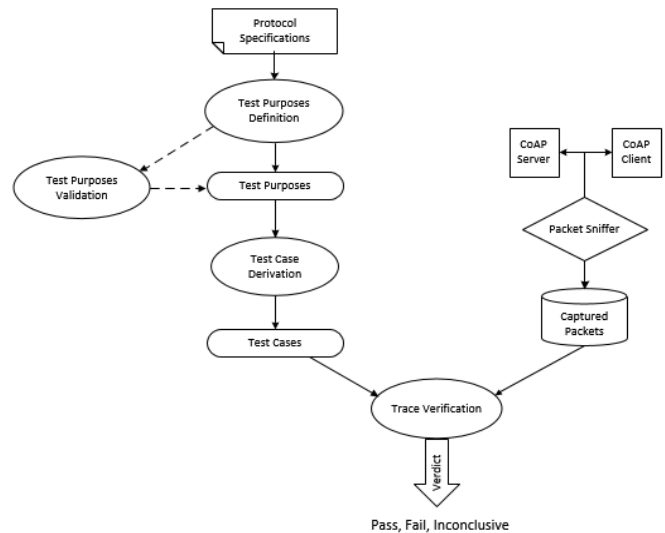 Protocol
Specifications
Test Purposes
Definition
Test Purposes
Validation
Test Purposes
Test Case
Derivation
Test Cases
CoAP
Server
CoAP
Client
Packet Sniffer
Captured
Packets
Trace Verification
Verdict
Pass, Fail, Inconclusive